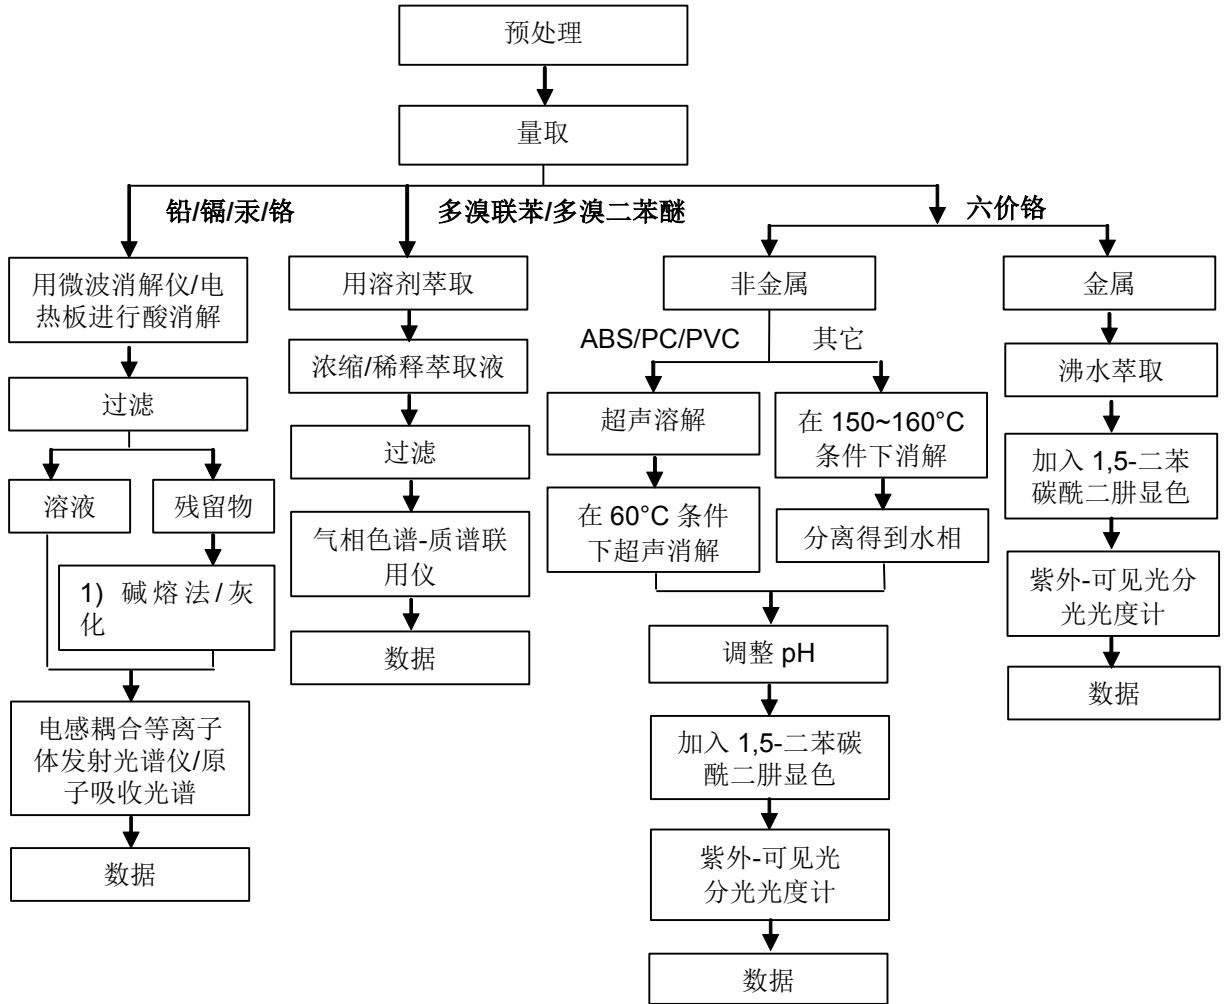 预处理
量取
铅/镉/汞/铬
多溴联苯/多溴二苯醚
六价铬
用微波消解仪/电
热板进行酸消解
过滤
溶液
残留物
1) 碱熔法/灰
化
电感耦合等离子
体发射光谱仪/原
子吸收光谱
数据
用溶剂萃取
浓缩/稀释萃取液
过滤
气相色谱-质谱联
用仪
数据
非金属
ABS/PC/PVC
其它
超声溶解
在 60°C 条件
下超声消解
在 150~160°C
条件下消解
分离得到水相
调整 pH
加入 1,5-二苯碳
酰二肼显色
紫外-可见光
分光光度计
数据
金属
沸水萃取
加入 1,5-二苯
碳酰二肼显色
紫外-可见光分
光光度计
数据